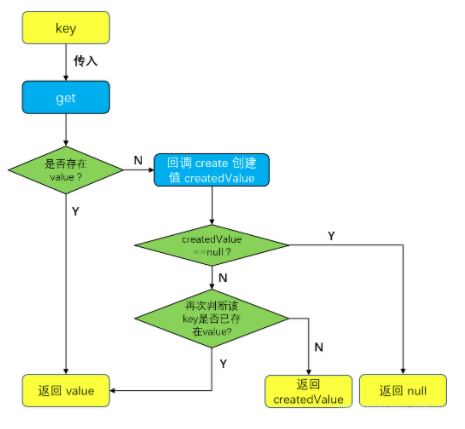 key
传入
get
是否存在
value？
N
回调 create 创建
值 createdValue
Y
createdValue
==null？
Y
N
再次判断该
key是否已存
在value?
N
Y
返回 value
返回
createdValue
返回 null